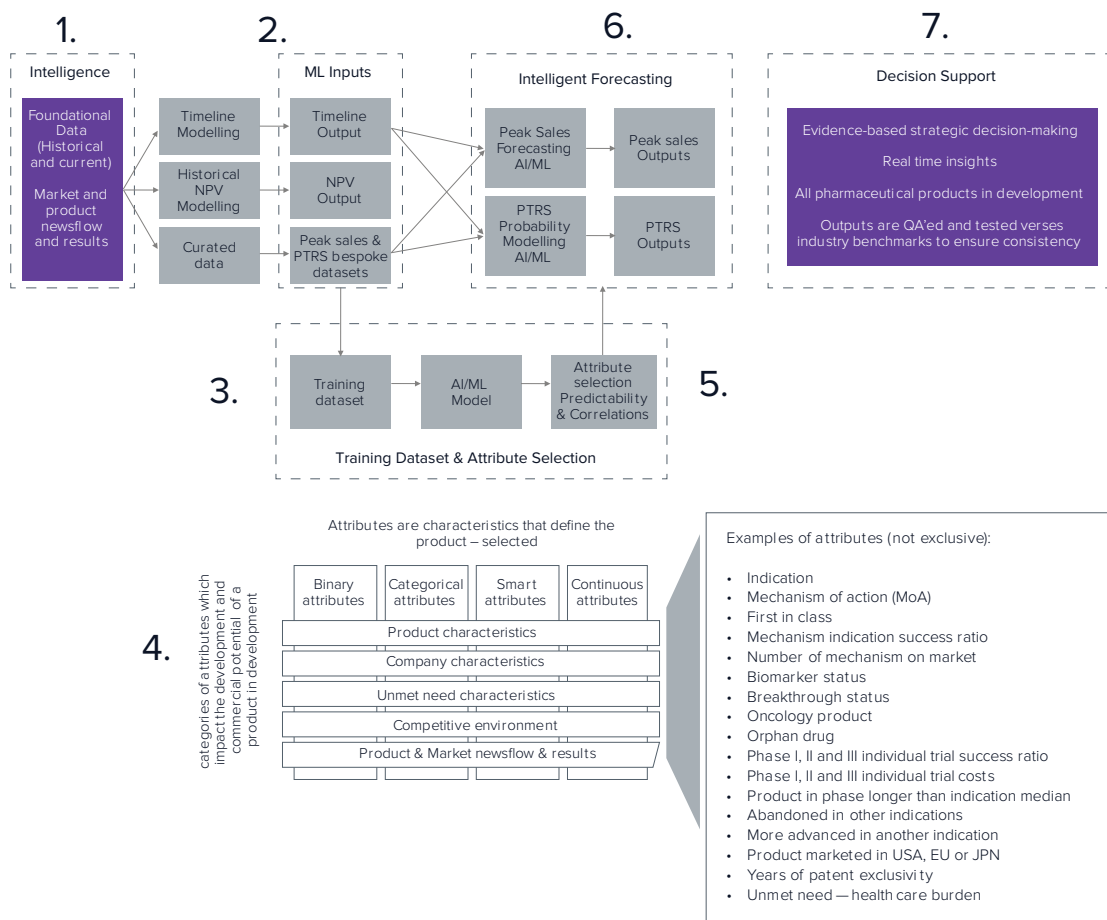 1.
2.
6.
7.
Intelligence
Foundational
Data
(Historical
and current)
Market and
product
newsflow
and results
Timeline
Modelling
Historical
NPV
Modelling
Curated
data
ML Inputs
Timeline
Output
NPV
Output
Peak sales &
PTRS bespoke
datasets
Intelligent Forecasting
Peak Sales
Forecasting
AI/ML
Peak sales
Outputs
PTRS
Probability
Modelling
AI/ML
PTRS
Outputs
Decision Support
Evidence-based strategic decision-making
Real time insights
All pharmaceutical products in development
Outputs are QA'ed and tested verses
industry benchmarks to ensure consistency
3.
Training
dataset
AI/ML
Model
Attribute
selection
Predictability
& Correlations
5.
Training Dataset & Attribute Selection
Attributes are characteristics that define the
product – selected
4.
categories of attributes which
impact the development and
commercial potential of a
product in development
Binary
attributes
Categorical
attributes
Smart
attributes
Continuous
attributes
Product characteristics
Company characteristics
Unmet need characteristics
Competitive environment
Product & Market newsflow & results
Examples of attributes (not exclusive):
• Indication
• Mechanism of action (MoA)
• First in class
• Mechanism indication success ratio
• Number of mechanism on market
• Biomarker status
• Breakthrough status
• Oncology product
• Orphan drug
• Phase I, II and III individual trial success ratio
• Phase I, II and III individual trial costs
• Product in phase longer than indication median
• Abandoned in other indications
• More advanced in another indication
• Product marketed in USA, EU or JPN
• Years of patent exclusivity
• Unmet need — health care burden